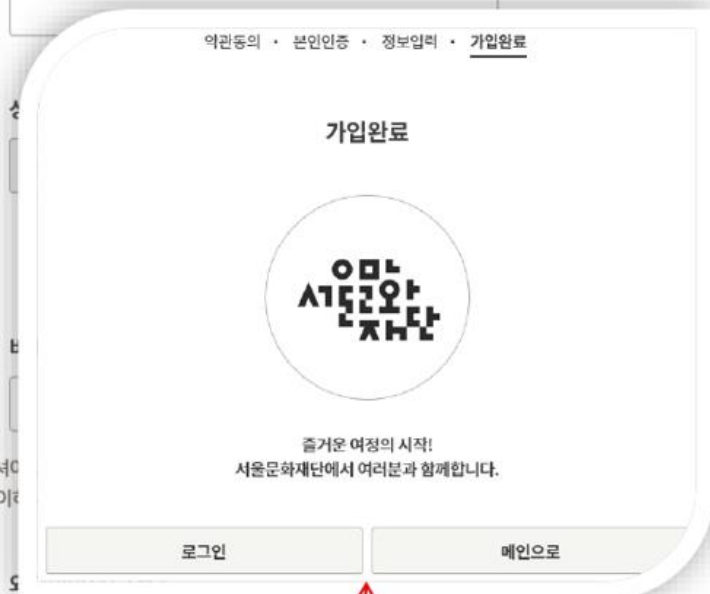 약관동의 • 본인인증 • 정보입력 • 가입완료
가입완료
서울문화재단
즐거운 여정의 시작!
서울문화재단에서 여러분과 함께합니다.
로그인 메인으로